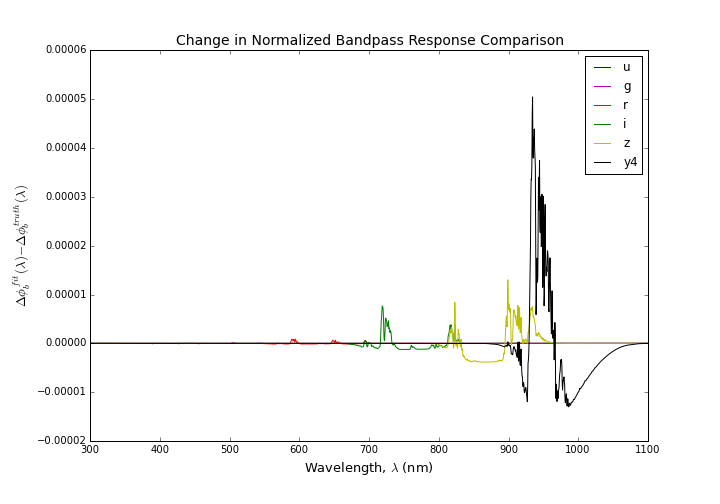 Change in Normalized Bandpass Response Comparison
0.00006
0.00005
0.00004
0.00003
0.00002
0.00001
0.00000
−0.00001
−0.00002
Δϕ_b^{fit}(λ)−Δϕ_b^{truth}(λ)
u
g
r
i
z
y4
300 400 500 600 700 800 900 1000 1100
Wavelength, λ (nm)